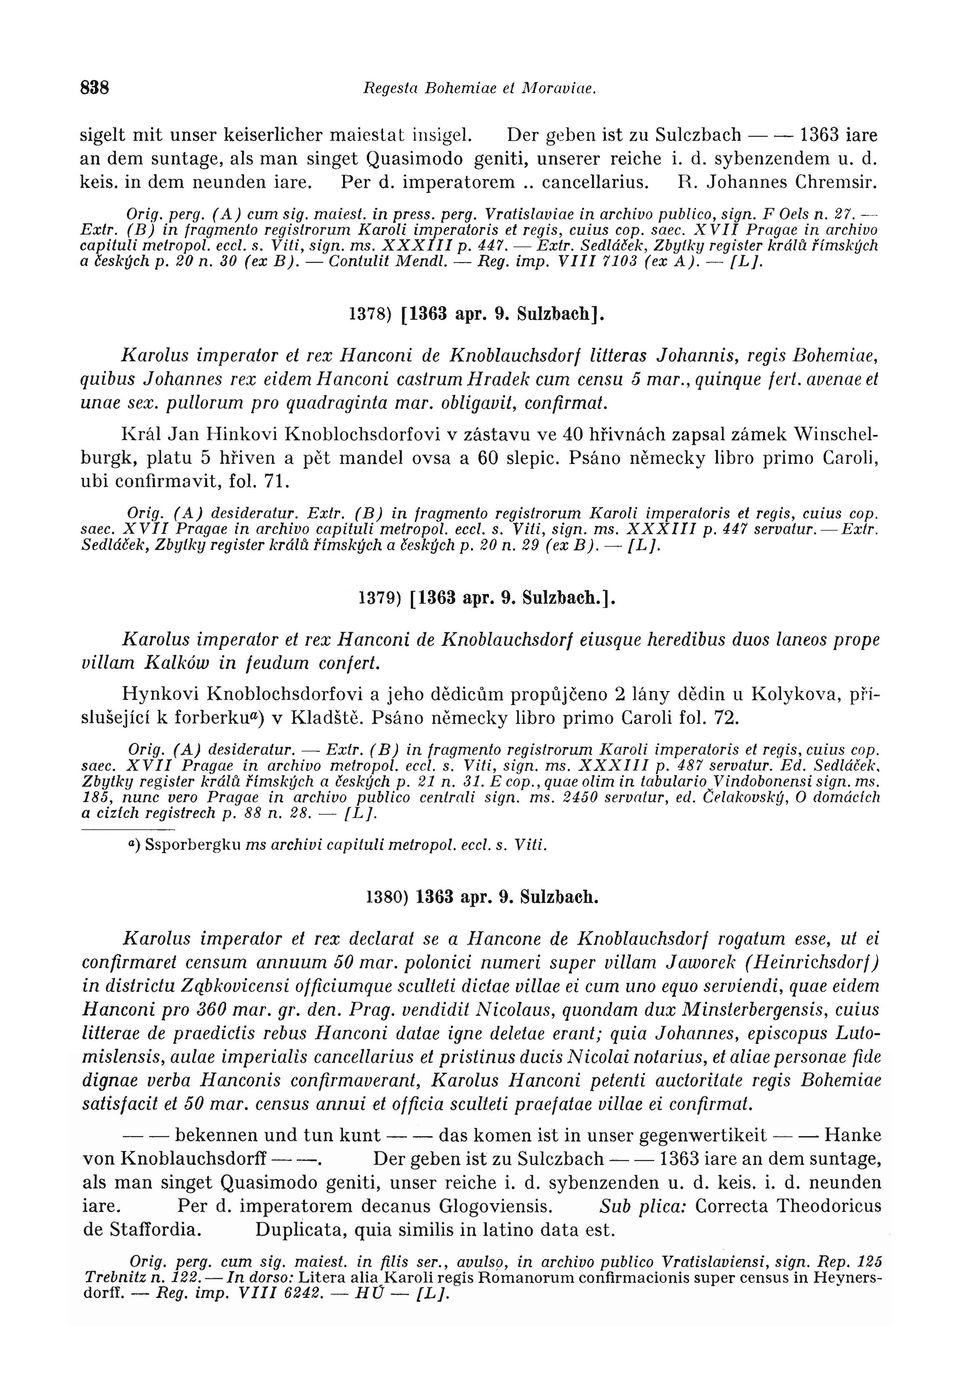 838 Regesta Bohemiae et Moraviae.
sigelt mit unser keiserlicher maiestat insigel. Der geben ist zu Sulczbach — — 1363 iare
an dem suntage, als man singet Quasimodo geniti, unserer reiche i. d. sybenzendem u. d.
keis. in dem neunden iare. Per d. imperatorem .. cancellarius. R. Johannes Chremsir.
Orig. perg. (A) cum sig. maiest. in press. perg. Vratislaviae in archivo publico, sign. F Oels n. 27. —
Extr. (B) in fragmento registrorum Karoli imperatoris et regis, cuius cop. saec. XVII Pragae in archivo
capituli metropol. eccl. s. Viti, sign. ms. XXXIII p. 447. — Extr. Sedláček, Zbytky register králů římských
a českých p. 20 n. 30 (ex B). — Contulit Mendl. — Reg. imp. VIII 7103 (ex A). — [L].
1378) [1363 apr. 9. Sulzbach].
Karolus imperator et rex Hanconi de Knoblauchsdorf litteras Johannis, regis Bohemiae,
quibus Johannes rex eidem Hanconi castrum Hradek cum censu 5 mar., quinque fert. avenae et
unae sex. pullorum pro quadraginta mar. obligavit, confirmat.
Král Jan Hinkovi Knoblochsdorfovi v zástavu ve 40 hřivnách zapsal zámek Winschel-
burgk, platu 5 hřiven a pět mandel ovsa a 60 slepic. Psáno německy libro primo Caroli,
ubi confirmavit, fol. 71.
Orig. (A) desideratur. Extr. (B) in fragmento registrorum Karoli imperatoris et regis, cuius cop.
saec. XVII Pragae in archivo capituli metropol. eccl. s. Viti, sign. ms. XXXIII p. 447 servatur. — Extr.
Sedláček, Zbytky register králů římských a českých p. 20 n. 29 (ex B). — [L].
1379) [1363 apr. 9. Sulzbach.].
Karolus imperator et rex Hanconi de Knoblauchsdorf eiusque heredibus duos laneos prope
villam Kalków in feudum confert.
Hynkovi Knoblochsdorfovi a jeho dědicům propůjčeno 2 lány dědin u Kolykova, pří-
slušející k forberkuᵃ) v Kladště. Psáno německy libro primo Caroli fol. 72.
Orig. (A) desideratur. — Extr. (B) in fragmento registrorum Karoli imperatoris et regis, cuius cop.
saec. XVII Pragae in archivo metropol. eccl. s. Viti, sign. ms. XXXIII p. 487 servatur. Ed. Sedláček,
Zbytky register králů římských a českých p. 21 n. 31. E cop., quae olim in tabulario Vindobonensi sign. ms.
185, nunc vero Pragae in archivo publico centrali sign. ms. 2450 servatur, ed. Čelakovský, O domácích
a cizích registrech p. 88 n. 28. — [L].
ᵃ) Ssporbergku ms archivi capituli metropol. eccl. s. Viti.
1380) 1363 apr. 9. Sulzbach.
Karolus imperator et rex declarat se a Hancone de Knoblauchsdorf rogatum esse, ut ei
confirmaret censum annuum 50 mar. polonici numeri super villam Jaworek (Heinrichsdorf)
in districtu Ząbkovicensi officiumque sculteti dictae villae ei cum uno equo serviendi, quae eidem
Hanconi pro 360 mar. gr. den. Prag. vendidit Nicolaus, quondam dux Minsterbergensis, cuius
litterae de praedictis rebus Hanconi datae igne deletae erant; quia Johannes, episcopus Luto-
mislensis, aulae imperialis cancellarius et pristinus ducis Nicolai notarius, et aliae personae fide
dignae verba Hanconis confirmaverant, Karolus Hanconi petenti auctoritate regis Bohemiae
satisfacit et 50 mar. census annui et officia sculteti praefatae villae ei confirmat.
— — bekennen und tun kunt — — das komen ist in unser gegenwertikeit — — Hanke
von Knoblauchsdorff — —. Der geben ist zu Sulczbach — — 1363 iare an dem suntage,
als man singet Quasimodo geniti, unser reiche i. d. sybenzenden u. d. keis. i. d. neunden
iare. Per d. imperatorem decanus Glogoviensis. Sub plica: Correcta Theodoricus
de Staffordia. Duplicata, quia similis in latino data est.
Orig. perg. cum sig. maiest. in filis ser., avulso, in archivo publico Vratislaviensi, sign. Rep. 125
Trebnitz n. 122. — In dorso: Litera alia Karoli regis Romanorum confirmacionis super census in Heyners-
dorff. — Reg. imp. VIII 6242. — HÚ — [L].